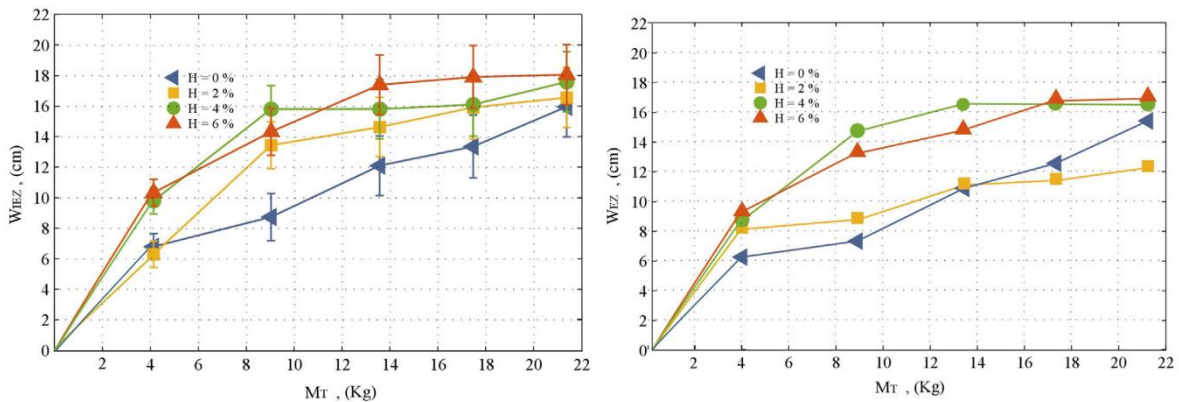 22
20
18
16
14
12
10
8
6
4
2
0
WIEZ , (cm)
H = 0 %
H = 2 %
H = 4 %
H = 6 %
2 4 6 8 10 12 14 16 18 20 22
MT , (Kg)
22
20
18
16
14
12
10
8
6
4
2
0
WEZ , (cm)
H = 0 %
H = 2 %
H = 4 %
H = 6 %
2 4 6 8 10 12 14 16 18 20 22
MT , (Kg)